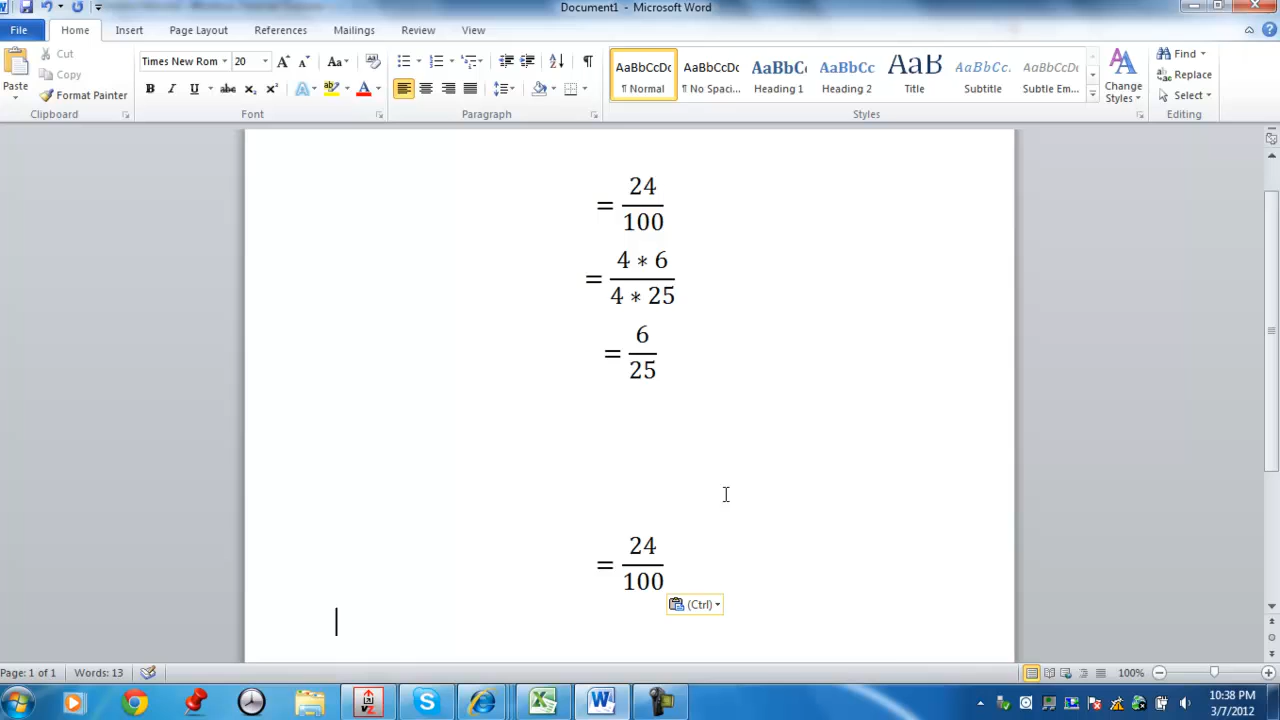 Document1 - Microsoft Word
File Home Insert Page Layout References Mailings Review View
Paste
Cut
Copy
Format Painter
Clipboard
Times New Rom 20
Font
Paragraph
AaBbCcDc AaBbCcDc AaBbC AaBbCc AaB AaBbCc. AaBbCcDc
¶ Normal ¶ No Spaci... Heading 1 Heading 2 Title Subtitle Subtle Em...
Styles
Change Styles
Find
Replace
Select
Editing
= 24/100
= 4 * 6 / 4 * 25
= 6/25
= 24/100
(Ctrl)
Page: 1 of 1 Words: 13
100%
10:38 PM
3/7/2012